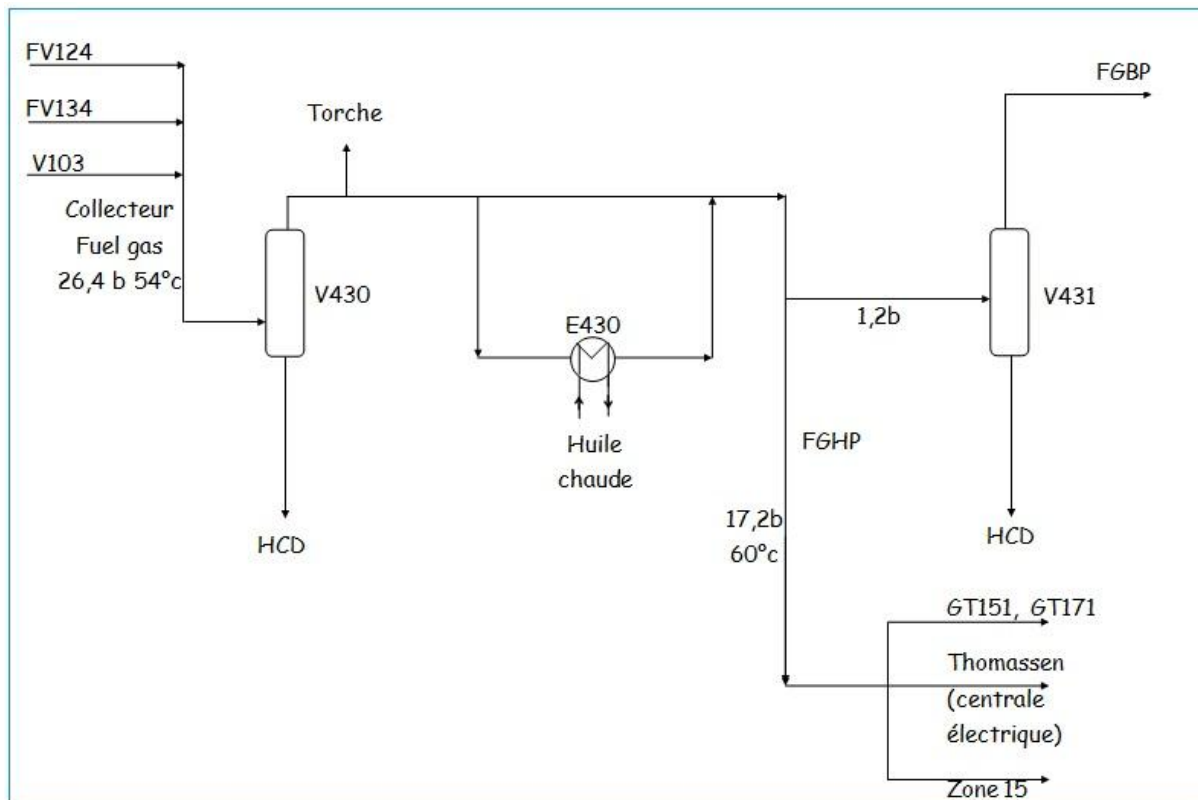 FV124
FV134
V103
Collecteur
Fuel gas
26,4 b 54°c
V430
HCD
Torche
E430
Huile
chaude
FGBP
V431
1,2b
HCD
FGHP
17,2b
60°c
GT151, GT171
Thomassen
(centrale
électrique)
Zone 15